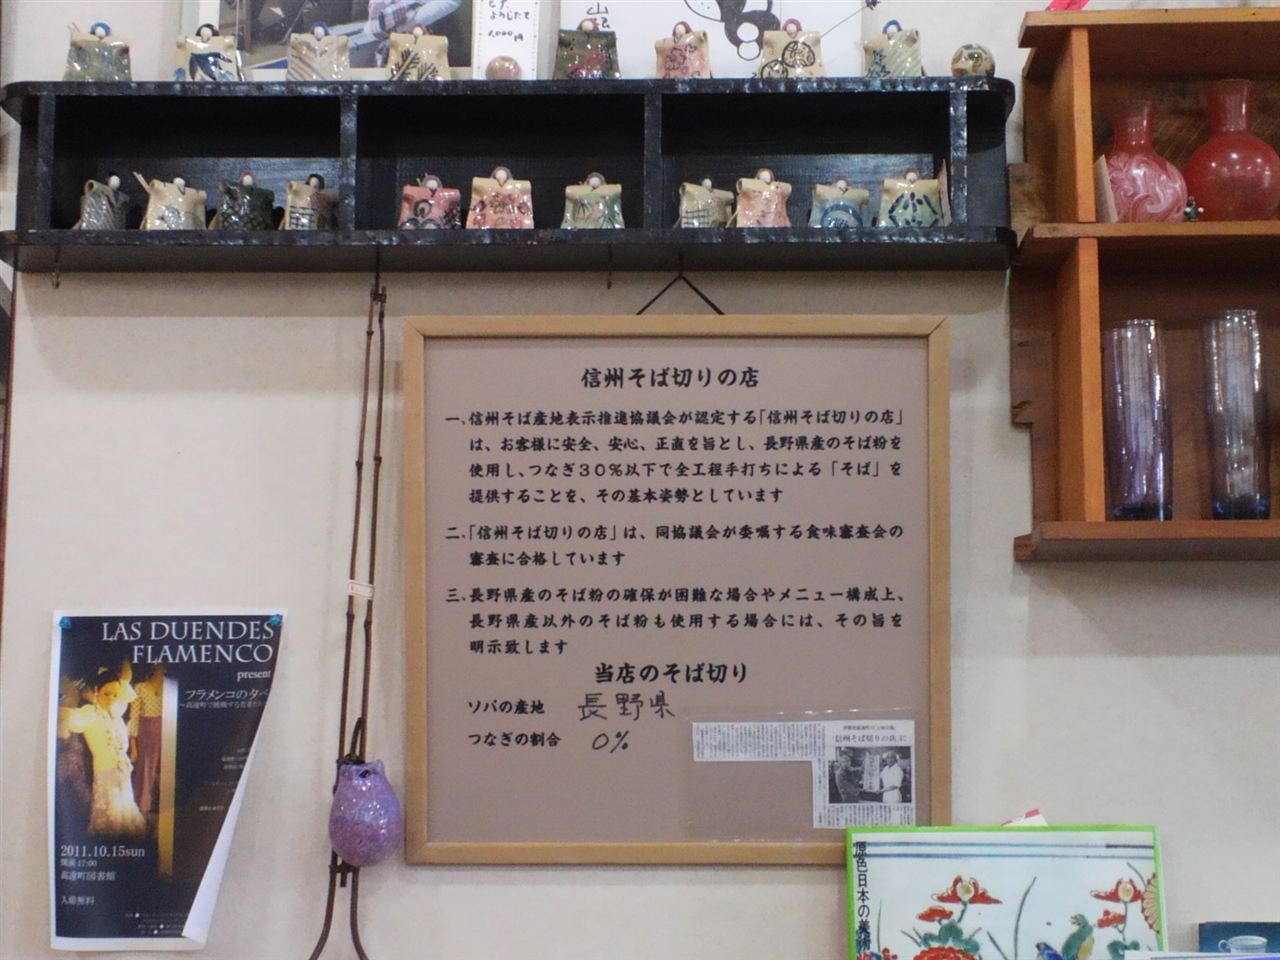 ようじたて
1,000円
信州そば切りの店
一、信州そば産地表示推進協議会が認定する「信州そば切りの店」
は、お客様に安全、安心、正直を旨とし、長野県産のそば粉を
使用し、つなぎ30%以下で全工程手打ちによる「そば」を
提供することを、その基本姿勢としています
二、「信州そば切りの店」は、同協議会が委嘱する食味審査会の
審査に合格しています
三、長野県産のそば粉の確保が困難な場合やメニュー構成上、
長野県産以外のそば粉も使用する場合には、その旨を
明示致します
当店のそば切り
ソバの産地 長野県
つなぎの割合 0%
「信州そば切りの店」に
LAS DUENDES
FLAMENCO
present
フラメンコの夕べ
2011.10.15sun
開演 17:00
高遠町図書館
入場無料
原色日本の美術